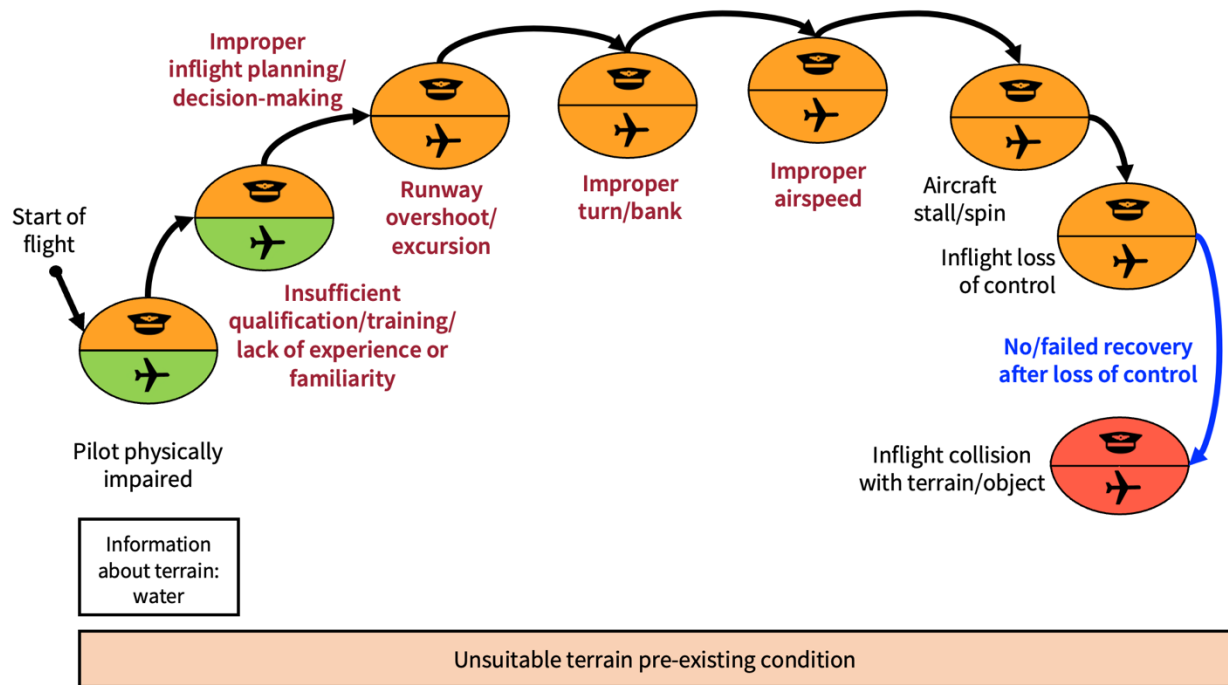 Improper
inflight planning/
decision-making
Start of
flight
Runway
overshoot/
excursion
Improper
turn/bank
Improper
airspeed
Aircraft
stall/spin
Inflight loss
of control
Insufficient
qualification/training/
lack of experience or
familiarity
No/failed recovery
after loss of control
Pilot physically
impaired
Inflight collision
with terrain/object
Information
about terrain:
water
Unsuitable terrain pre-existing condition